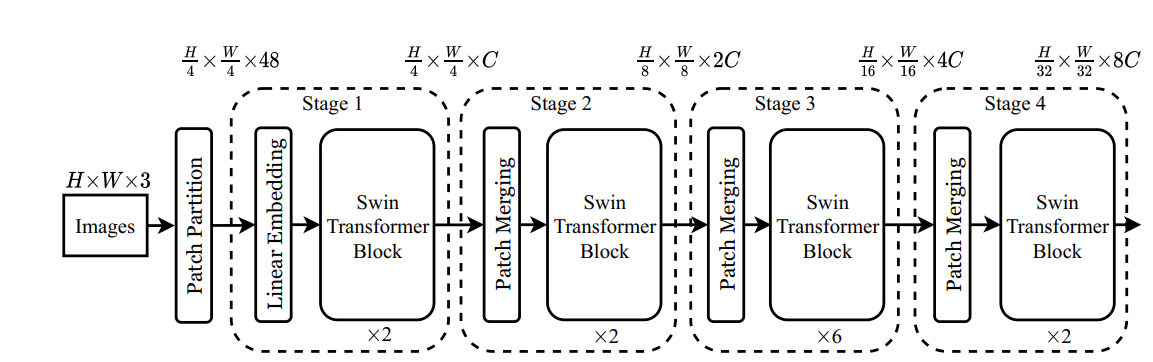 H/4 × W/4 × 48
H/4 × W/4 × C
H/8 × W/8 × 2C
H/16 × W/16 × 4C
H/32 × W/32 × 8C
Stage 1
Stage 2
Stage 3
Stage 4
H×W×3
Images
Patch Partition
Linear Embedding
Swin
Transformer
Block
×2
Patch Merging
Swin
Transformer
Block
×2
Patch Merging
Swin
Transformer
Block
×6
Patch Merging
Swin
Transformer
Block
×2